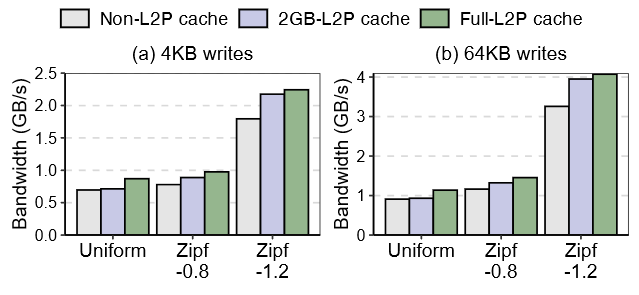 Non-L2P cache 2GB-L2P cache Full-L2P cache
(a) 4KB writes
Bandwidth (GB/s)
2.5
2.0
1.5
1.0
0.5
0.0
Uniform Zipf -0.8 Zipf -1.2
(b) 64KB writes
Bandwidth (GB/s)
4
3
2
1
0
Uniform Zipf -0.8 Zipf -1.2